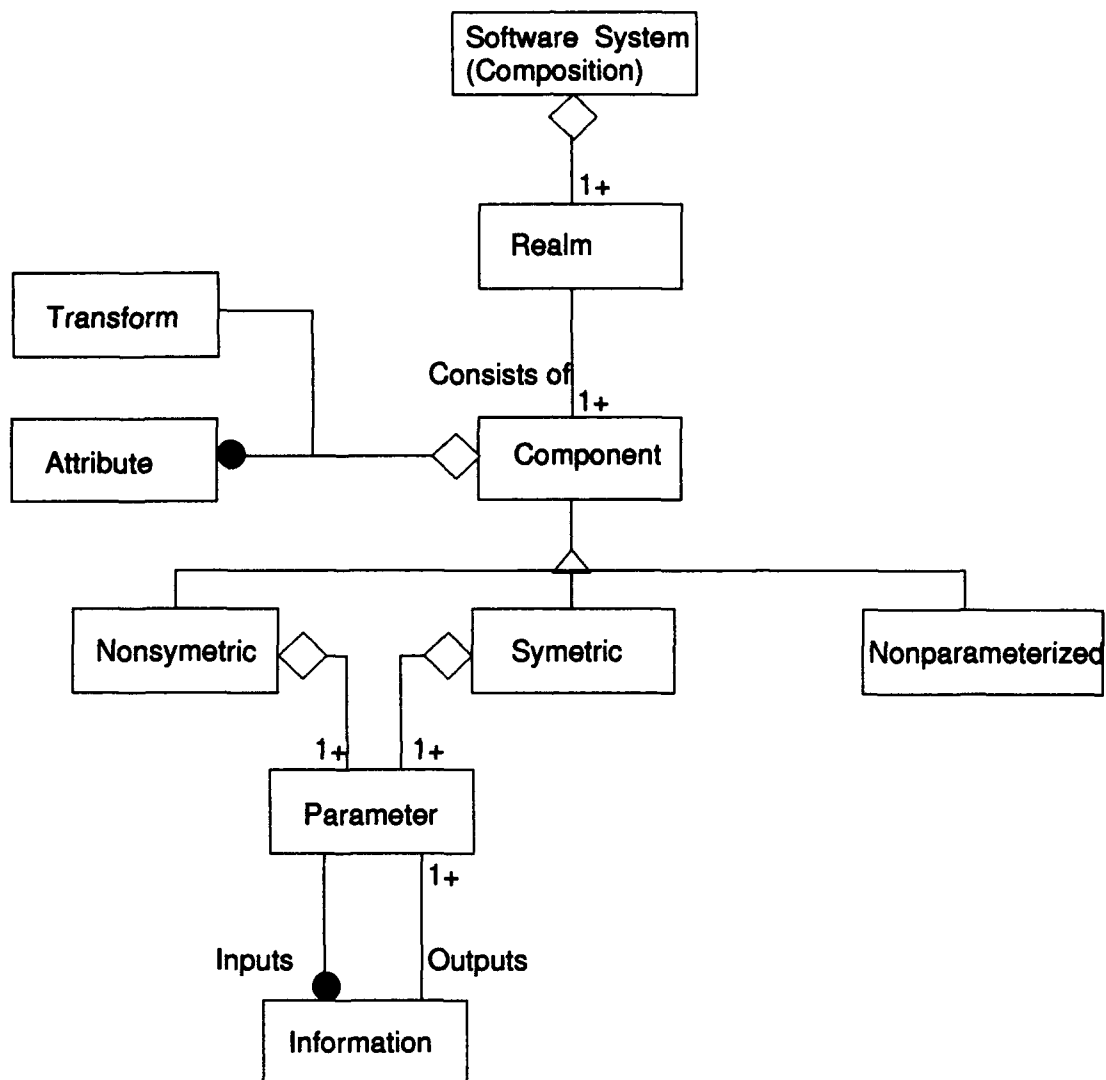 Software System
(Composition)
1+
Realm
Transform
Consists of
1+
Attribute
Component
Nonsymetric
Symetric
Nonparameterized
1+
1+
Parameter
1+
Inputs
Outputs
Information